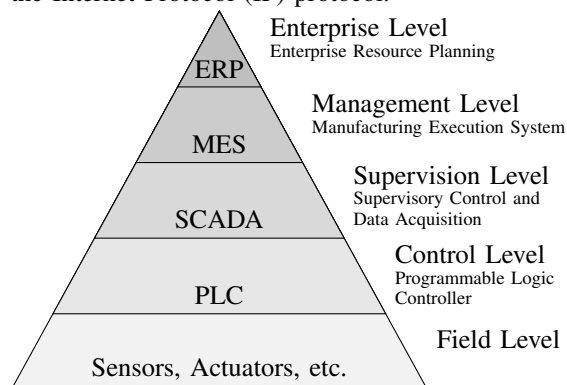 the Internet Protocol (IP) protocol.
Enterprise Level
Enterprise Resource Planning
ERP
Management Level
Manufacturing Execution System
MES
Supervision Level
Supervisory Control and
Data Acquisition
SCADA
Control Level
Programmable Logic
Controller
PLC
Field Level
Sensors, Actuators, etc.